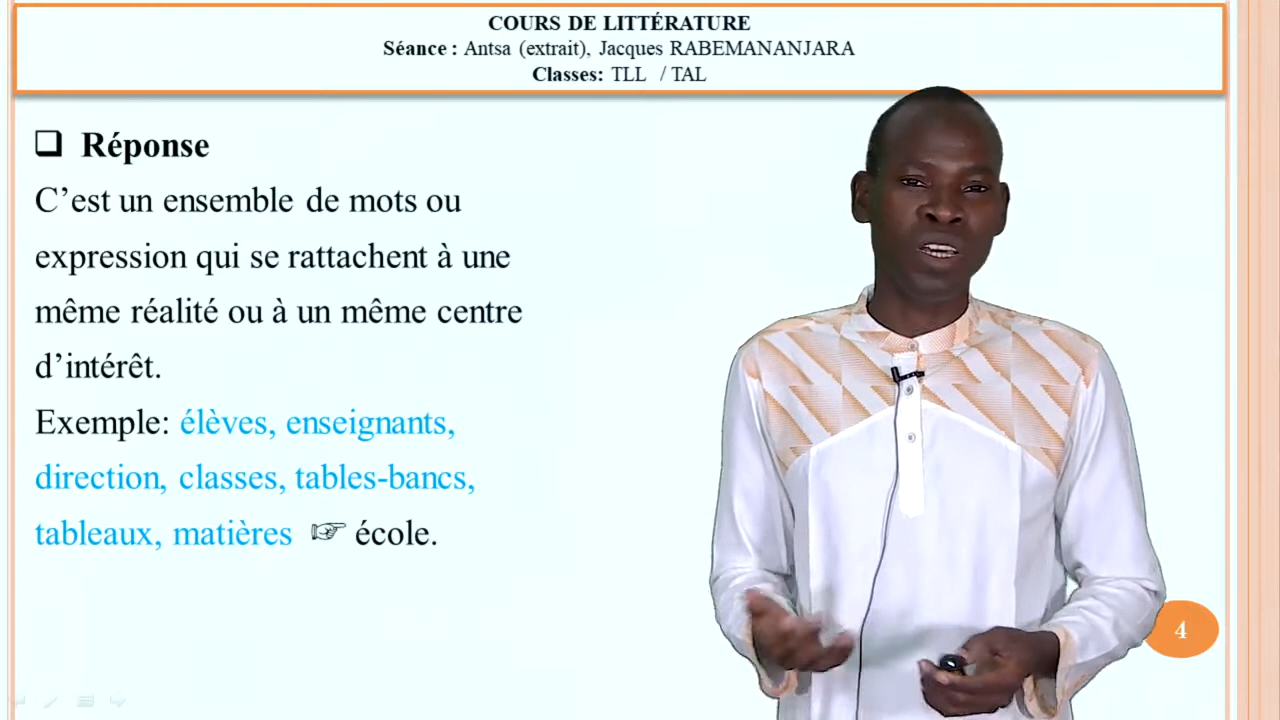 COURS DE LITTÉRATURE
Séance : Antsa (extrait), Jacques RABEMANANJARA
Classes: TLL / TAL
❑ Réponse
C’est un ensemble de mots ou
expression qui se rattachent à une
même réalité ou à un même centre
d’intérêt.
Exemple: élèves, enseignants,
direction, classes, tables-bancs,
tableaux, matières ☞ école.
4